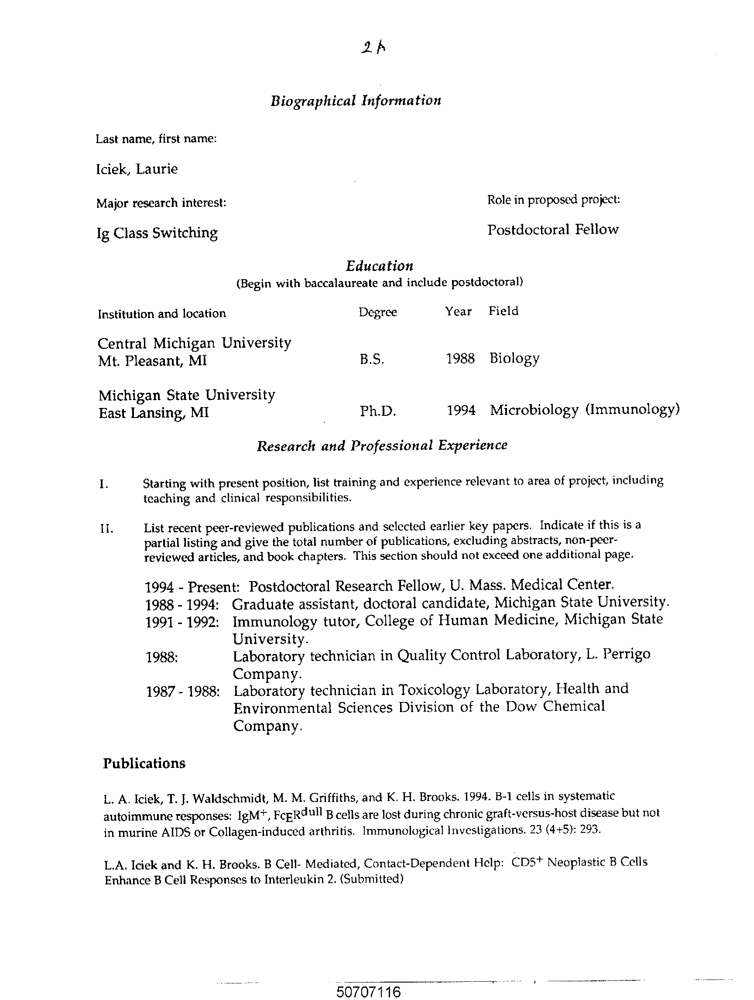 2A
Biographical Information
Last name, first name:
Iciek, Laurie
Major research interest: Role in proposed project:
Ig Class Switching Postdoctoral Fellow
Education
(Begin with baccalaureate and include postdoctoral)
Institution and location Degree Year Field
Central Michigan University
Mt. Pleasant, MI B.S. 1988 Biology
Michigan State University
East Lansing, MI Ph.D. 1994 Microbiology (Immunology)
Research and Professional Experience
I. Starting with present position, list training and experience relevant to area of project, including
teaching and clinical responsibilities.
II. List recent peer-reviewed publications and selected earlier key papers. Indicate if this is a
partial listing and give the total number of publications, excluding abstracts, non-peer-
reviewed articles, and book chapters. This section should not exceed one additional page.
1994 - Present: Postdoctoral Research Fellow, U. Mass. Medical Center.
1988 - 1994: Graduate assistant, doctoral candidate, Michigan State University.
1991 - 1992: Immunology tutor, College of Human Medicine, Michigan State
University.
1988: Laboratory technician in Quality Control Laboratory, L. Perrigo
Company.
1987 - 1988: Laboratory technician in Toxicology Laboratory, Health and
Environmental Sciences Division of the Dow Chemical
Company.
Publications
L. A. Iciek, T. J. Waldschmidt, M. M. Griffiths, and K. H. Brooks. 1994. B-1 cells in systematic
autoimmune responses: IgM+, FcεRdull B cells are lost during chronic graft-versus-host disease but not
in murine AIDS or Collagen-induced arthritis. Immunological Investigations. 23 (4+5): 293.
L.A. Iciek and K. H. Brooks. B Cell- Mediated, Contact-Dependent Help: CD5+ Neoplastic B Cells
Enhance B Cell Responses to Interleukin 2. (Submitted)
50707116